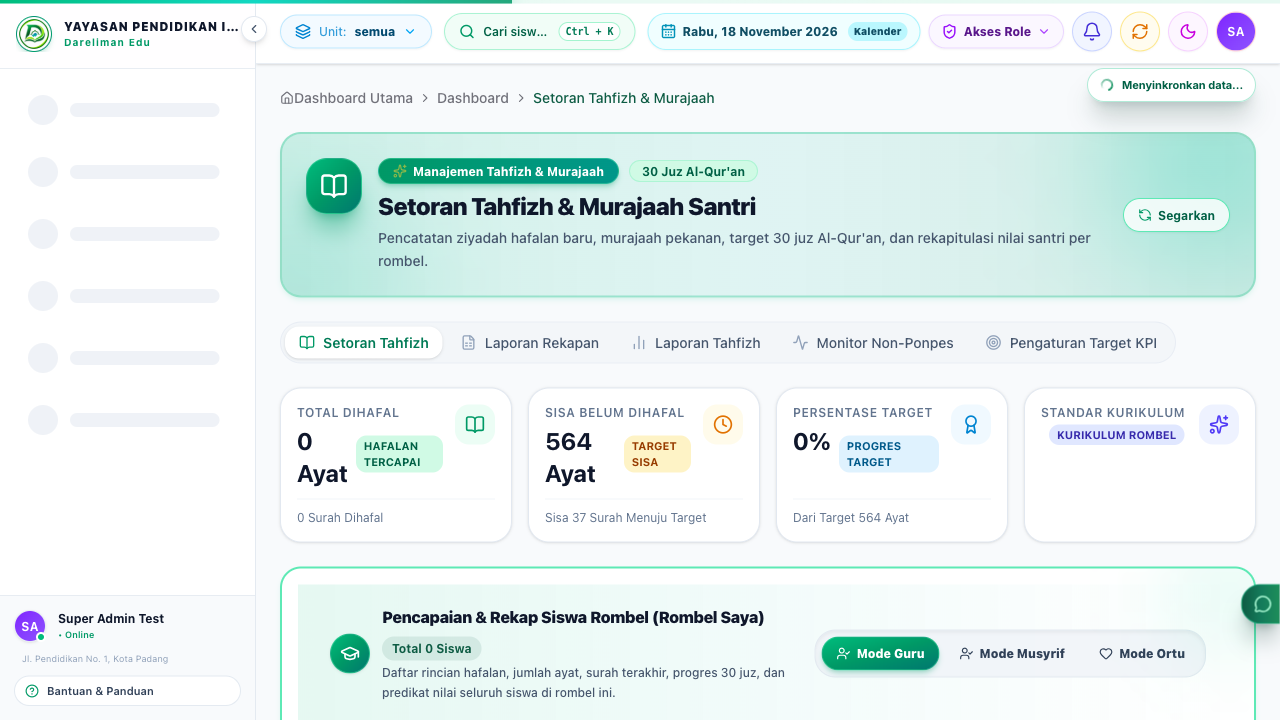 YAYASAN PENDIDIKAN I...
Dareliman Edu
Unit: semua
Cari sisw...
Ctrl + K
Rabu, 18 November 2026
Kalender
Akses Role
SA
Dashboard Utama
Dashboard
Setoran Tahfizh & Murajaah
Menyinkronkan data...
Manajemen Tahfizh & Murajaah
30 Juz Al-Qur'an
Setoran Tahfizh & Murajaah Santri
Pencatatan ziyadah hafalan baru, murajaah pekanan, target 30 juz Al-Qur'an, dan rekapitulasi nilai santri per
rombel.
Segarkan
Setoran Tahfizh
Laporan Rekapan
Laporan Tahfizh
Monitor Non-Ponpes
Pengaturan Target KPI
TOTAL DIHAFAL
0
Ayat
HAFALAN
TERCAPAI
0 Surah Dihafal
SISA BELUM DIHAFAL
564
Ayat
TARGET
SISA
Sisa 37 Surah Menuju Target
PERSENTASE TARGET
0%
PROGRES
TARGET
Dari Target 564 Ayat
STANDAR KURIKULUM
KURIKULUM ROMBEL
Pencapaian & Rekap Siswa Rombel (Rombel Saya)
Total 0 Siswa
Daftar rincian hafalan, jumlah ayat, surah terakhir, progres 30 juz, dan
predikat nilai seluruh siswa di rombel ini.
Mode Guru
Mode Musyrif
Mode Ortu
SA
Super Admin Test
• Online
Jl. Pendidikan No. 1, Kota Padang
Bantuan & Panduan